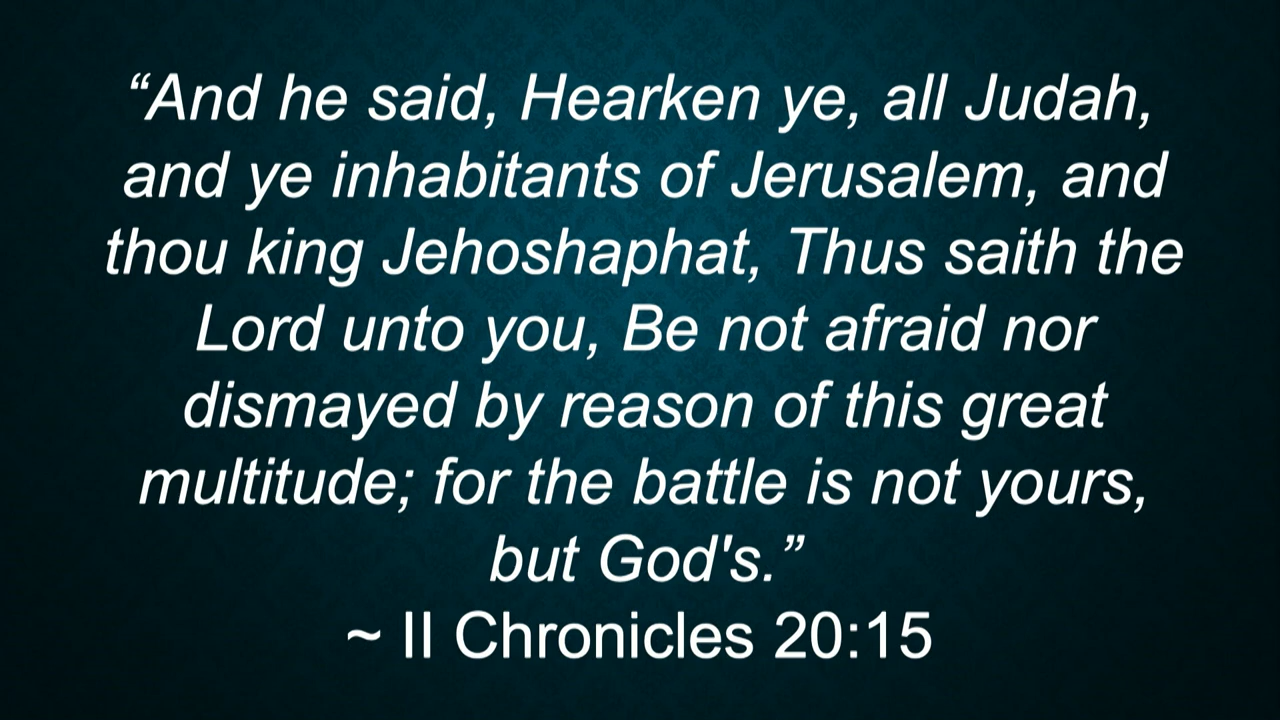 “And he said, Hearken ye, all Judah,
and ye inhabitants of Jerusalem, and
thou king Jehoshaphat, Thus saith the
Lord unto you, Be not afraid nor
dismayed by reason of this great
multitude; for the battle is not yours,
but God's.”
~ II Chronicles 20:15